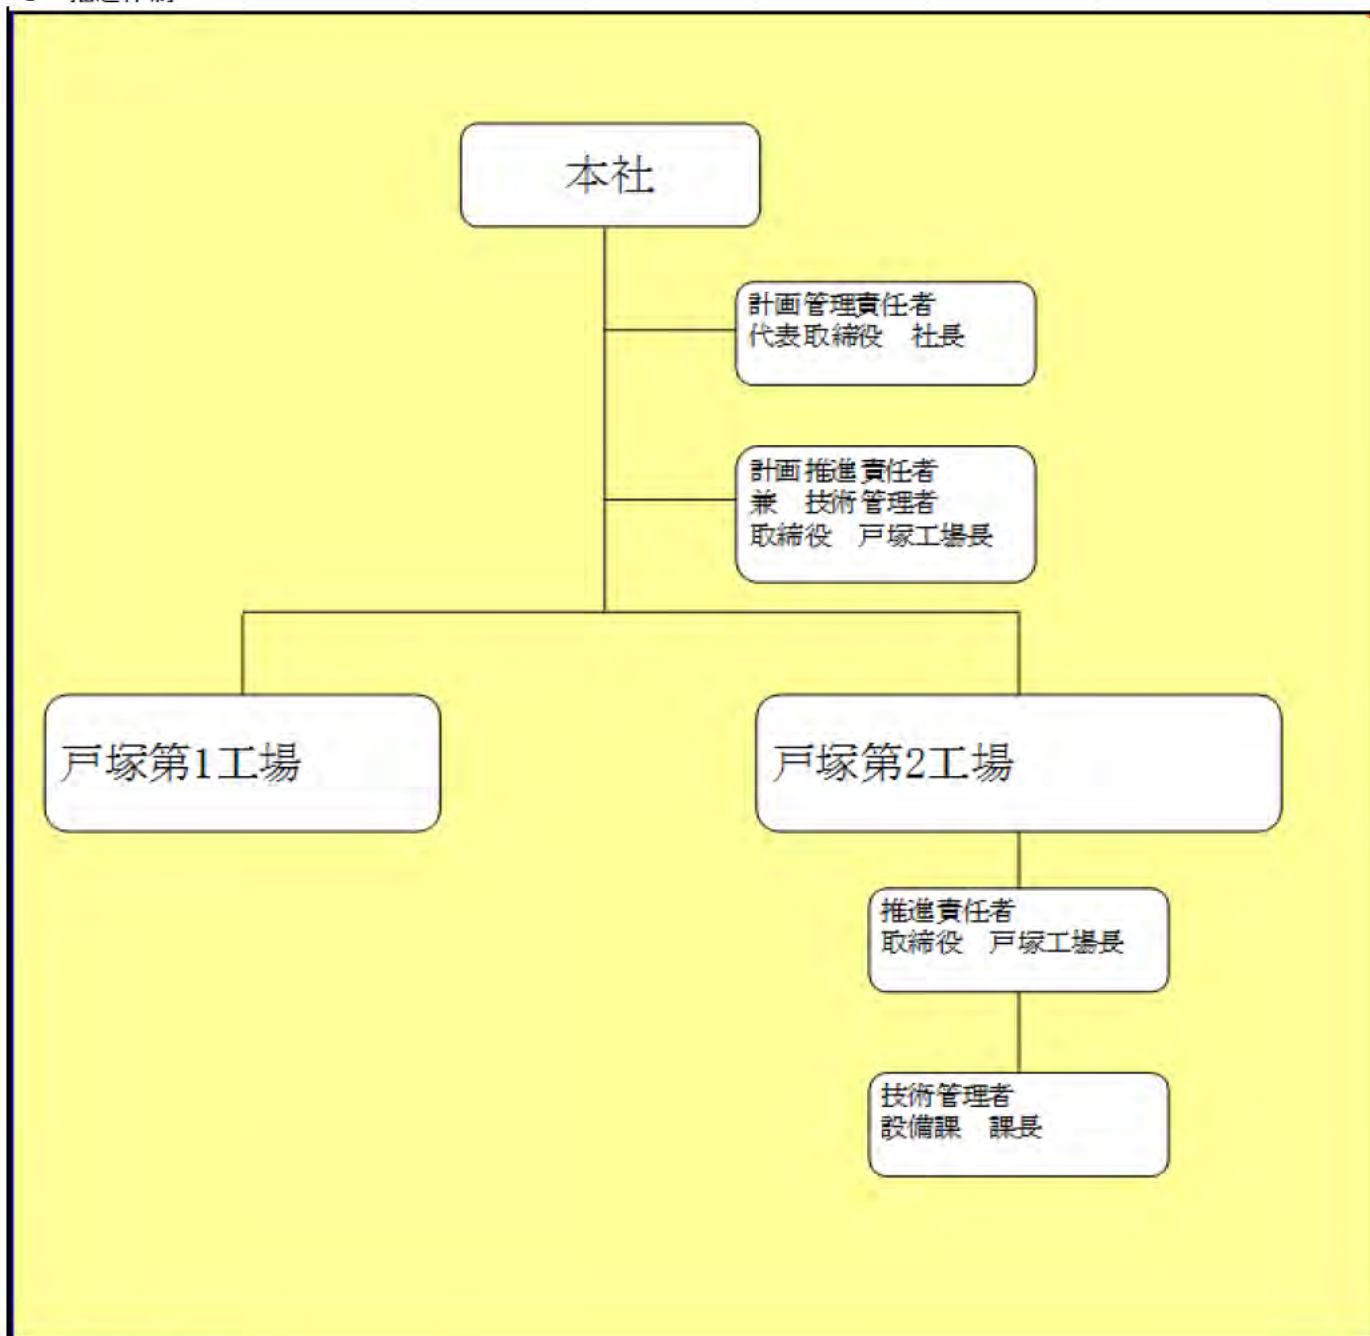 本社
計画管理責任者
代表取締役　社長
計画推進責任者
兼　技術管理者
取締役　戸塚工場長
戸塚第1工場
戸塚第2工場
推進責任者
取締役　戸塚工場長
技術管理者
設備課　課長